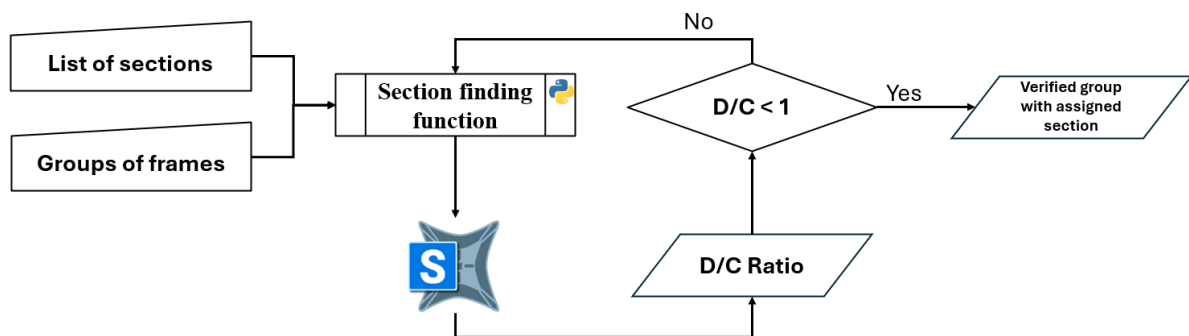 List of sections
Groups of frames
Section finding
function
S
No
D/C < 1
Yes
Verified group
with assigned
section
D/C Ratio